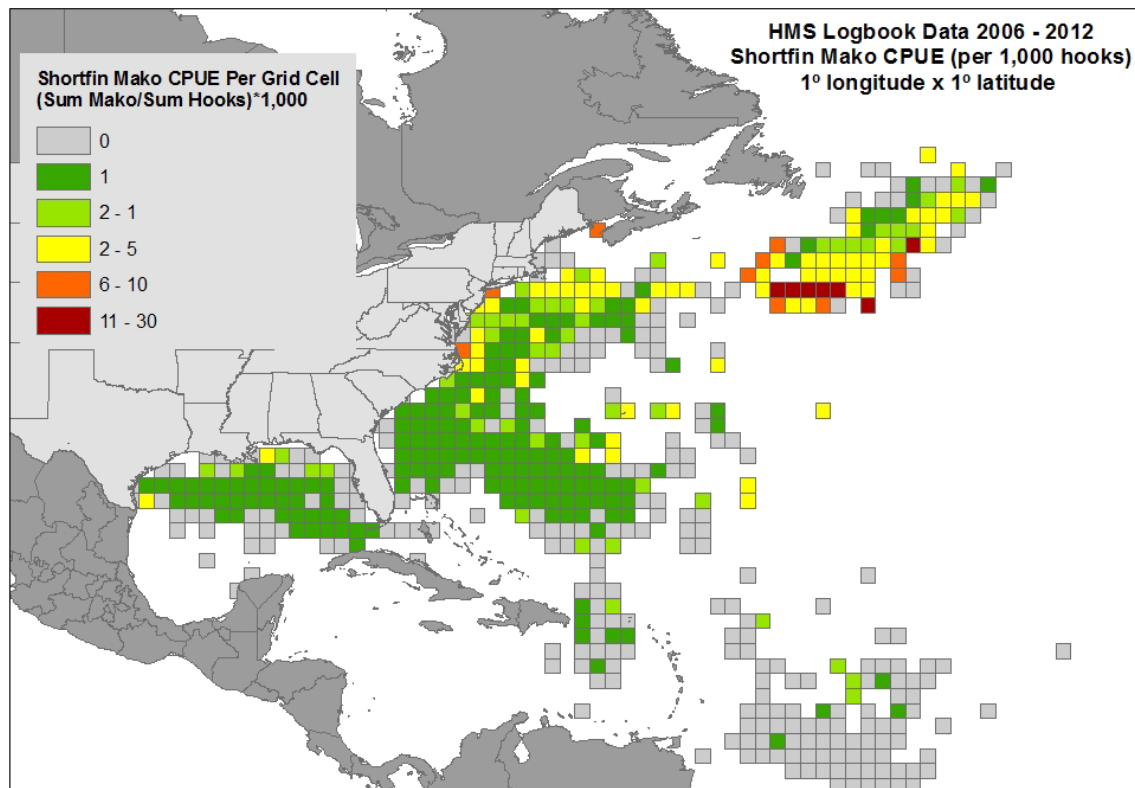 HMS Logbook Data 2006 - 2012
Shortfin Mako CPUE (per 1,000 hooks)
1º longitude x 1º latitude
Shortfin Mako CPUE Per Grid Cell
(Sum Mako/Sum Hooks)*1,000
0
1
2 - 1
2 - 5
6 - 10
11 - 30